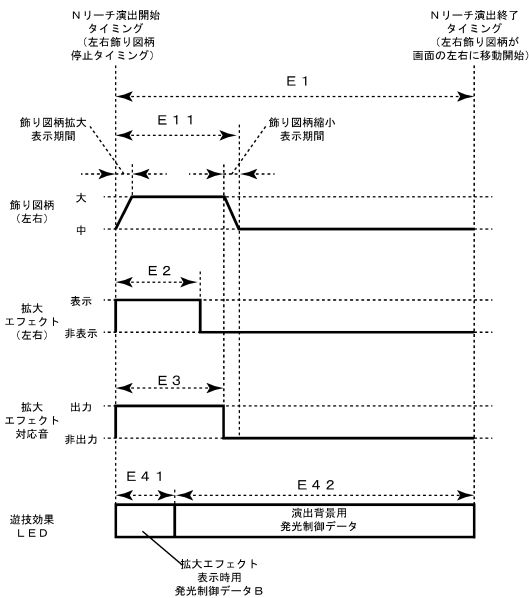 Nリーチ演出開始
タイミング
(左右飾り図柄
停止タイミング)
Nリーチ演出終了
タイミング
(左右飾り図柄が
画面の左右に移動開始)
E1
E11
飾り図柄拡大
表示期間
飾り図柄縮小
表示期間
飾り図柄
(左右)
大
中
E2
拡大
エフェクト
(左右)
表示
非表示
E3
拡大
エフェクト
対応音
出力
非出力
E41
E42
遊技効果
LED
演出背景用
発光制御データ
拡大エフェクト
表示時用
発光制御データB